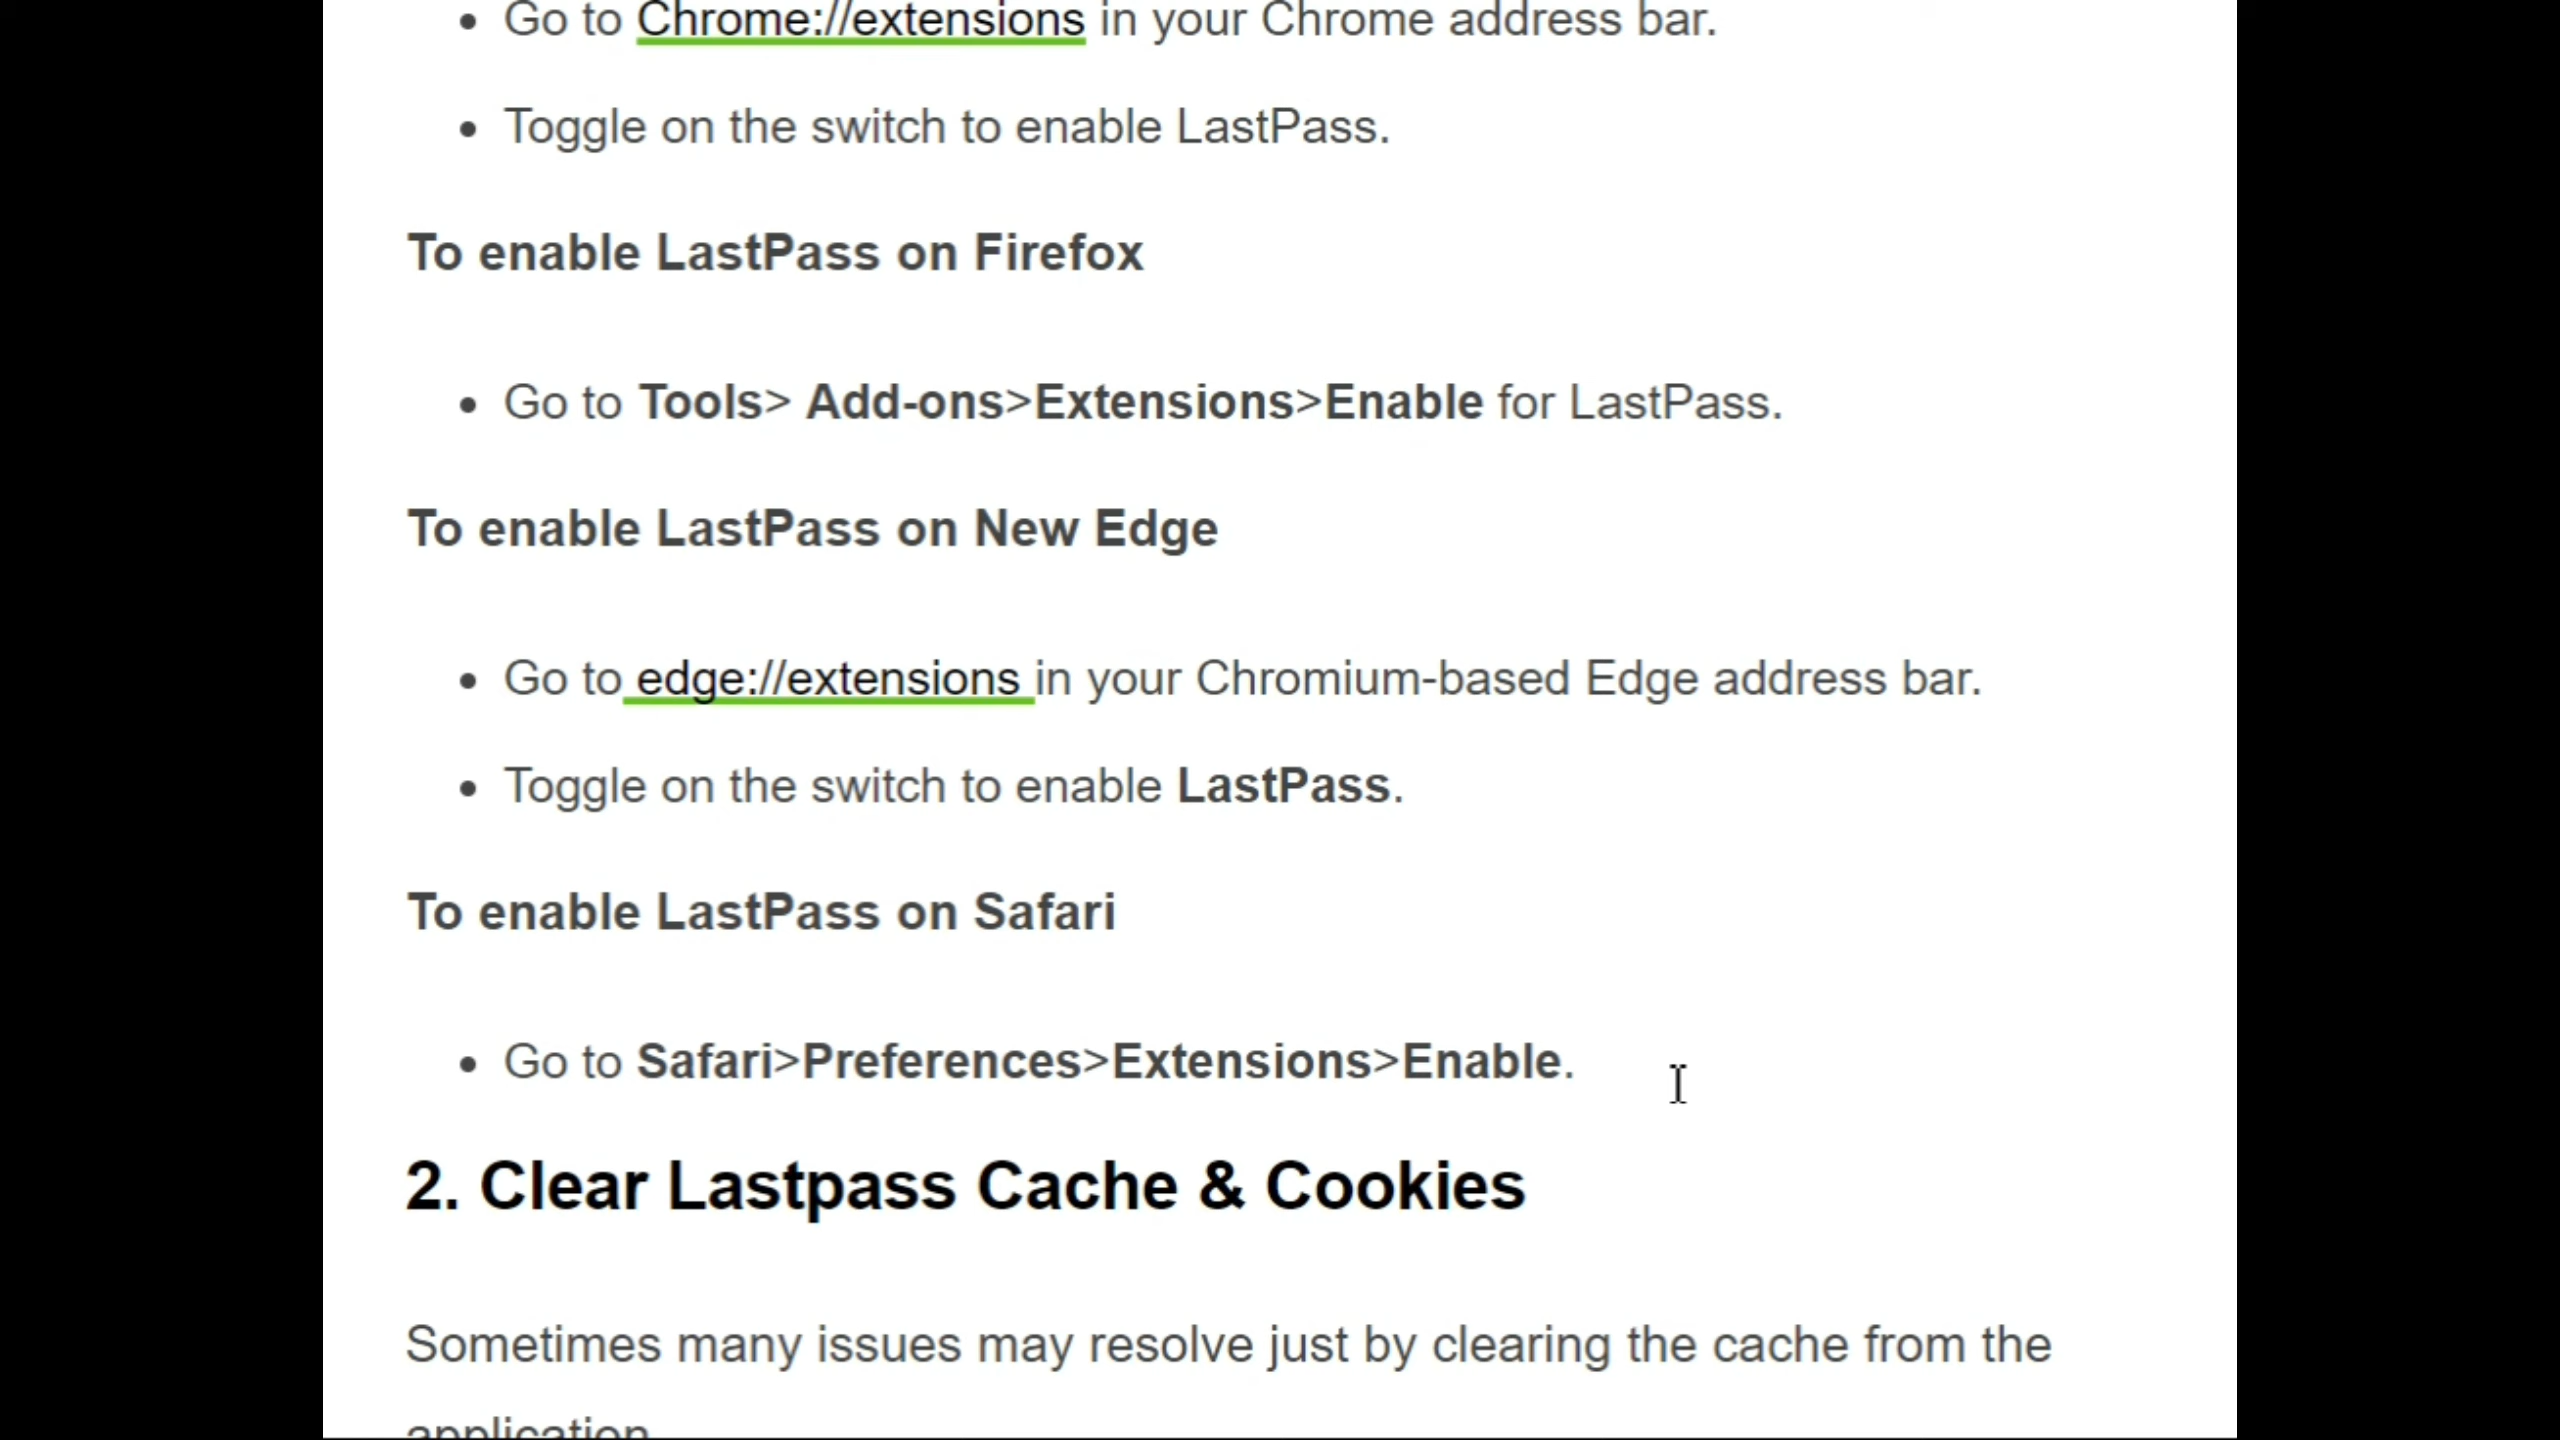 • Go to Chrome://extensions in your Chrome address bar.
• Toggle on the switch to enable LastPass.
To enable LastPass on Firefox
• Go to Tools> Add-ons>Extensions>Enable for LastPass.
To enable LastPass on New Edge
• Go to edge://extensions in your Chromium-based Edge address bar.
• Toggle on the switch to enable LastPass.
To enable LastPass on Safari
• Go to Safari>Preferences>Extensions>Enable.
2. Clear Lastpass Cache & Cookies
Sometimes many issues may resolve just by clearing the cache from the
application.